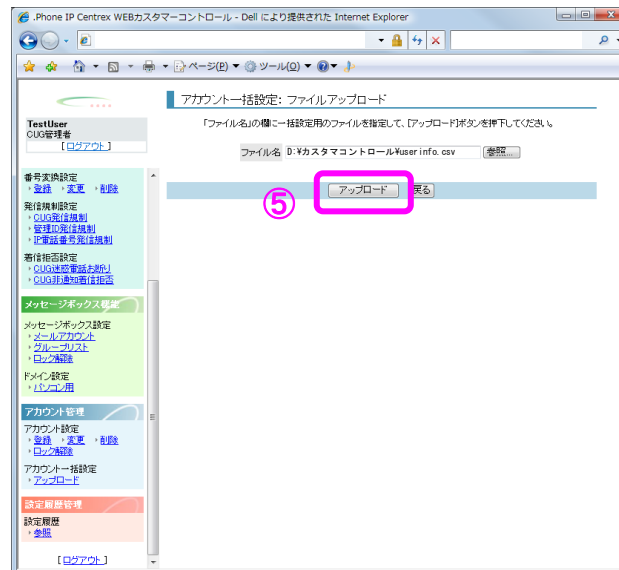 .Phone IP Centrex WEBカスタマーコントロール - Dell により提供された Internet Explorer
ページ(P) ツール(O)
アカウント一括設定: ファイルアップロード
TestUser
CUG管理者
[ログアウト]
「ファイル名」の欄に一括設定用のファイルを指定して、[アップロード]ボタンを押下してください。
ファイル名 D:¥カスタマコントロール¥user info.csv 参照...
⑤ アップロード 戻る
番号変換設定
登録 変更 削除
発信規制設定
CUG発信規制
管理ID発信規制
IP電話番号発信規制
着信拒否設定
CUG迷惑電話お断り
CUG非通知着信拒否
メッセージボックス機能
メッセージボックス設定
メールアカウント
グループリスト
ロック解除
ドメイン設定
パソコン用
アカウント管理
アカウント設定
登録 変更 削除
ロック解除
アカウント一括設定
アップロード
設定履歴管理
設定履歴
参照
[ログアウト]